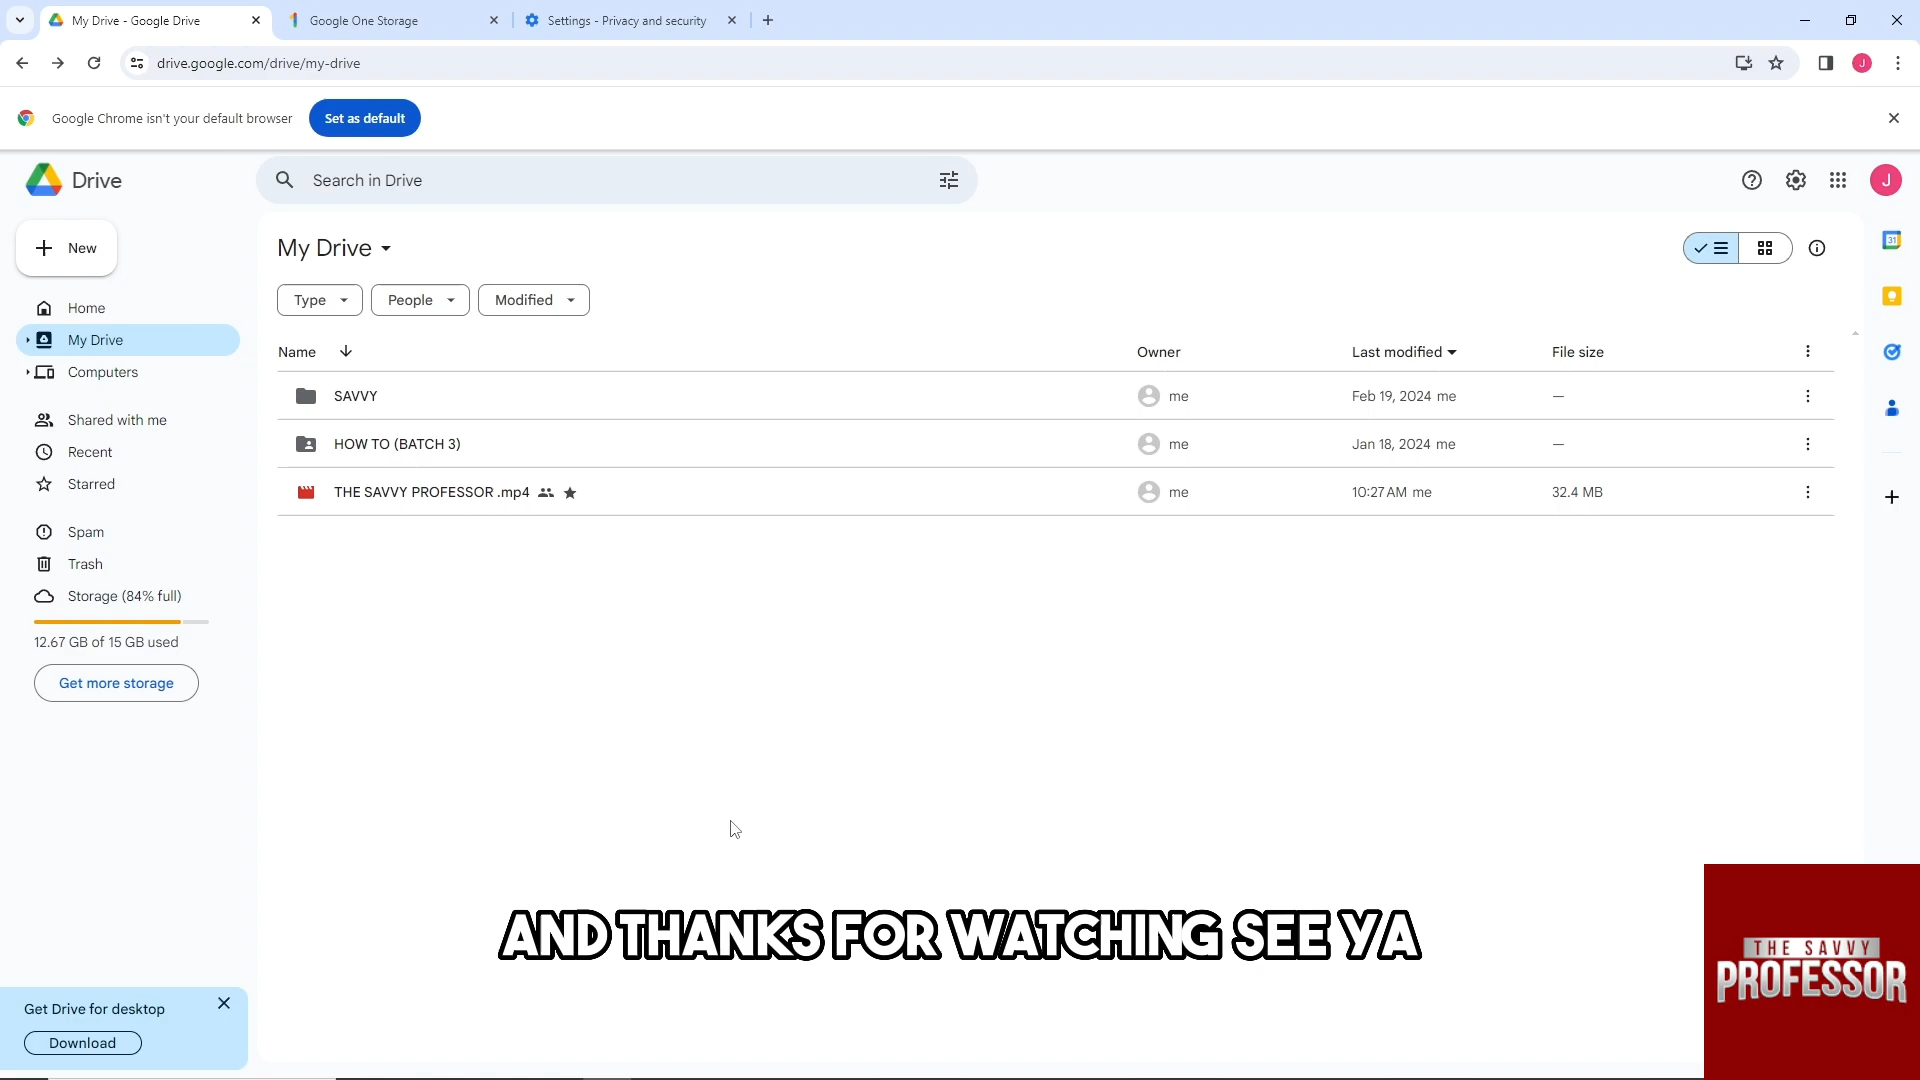 My Drive - Google Drive
Google One Storage
Settings - Privacy and security
drive.google.com/drive/my-drive
J
Google Chrome isn't your default browser
Set as default
Drive
Search in Drive
J
New
My Drive
31
Home
My Drive
Computers
Type
People
Modified
Name
Owner
Last modified
File size
SAVVY
me
Feb 19, 2024 me
—
HOW TO (BATCH 3)
me
Jan 18, 2024 me
—
THE SAVVY PROFESSOR .mp4
me
10:27 AM me
32.4 MB
Shared with me
Recent
Starred
Spam
Trash
Storage (84% full)
12.67 GB of 15 GB used
Get more storage
AND THANKS FOR WATCHING SEE YA
THE SAVVY
PROFESSOR
Get Drive for desktop
Download